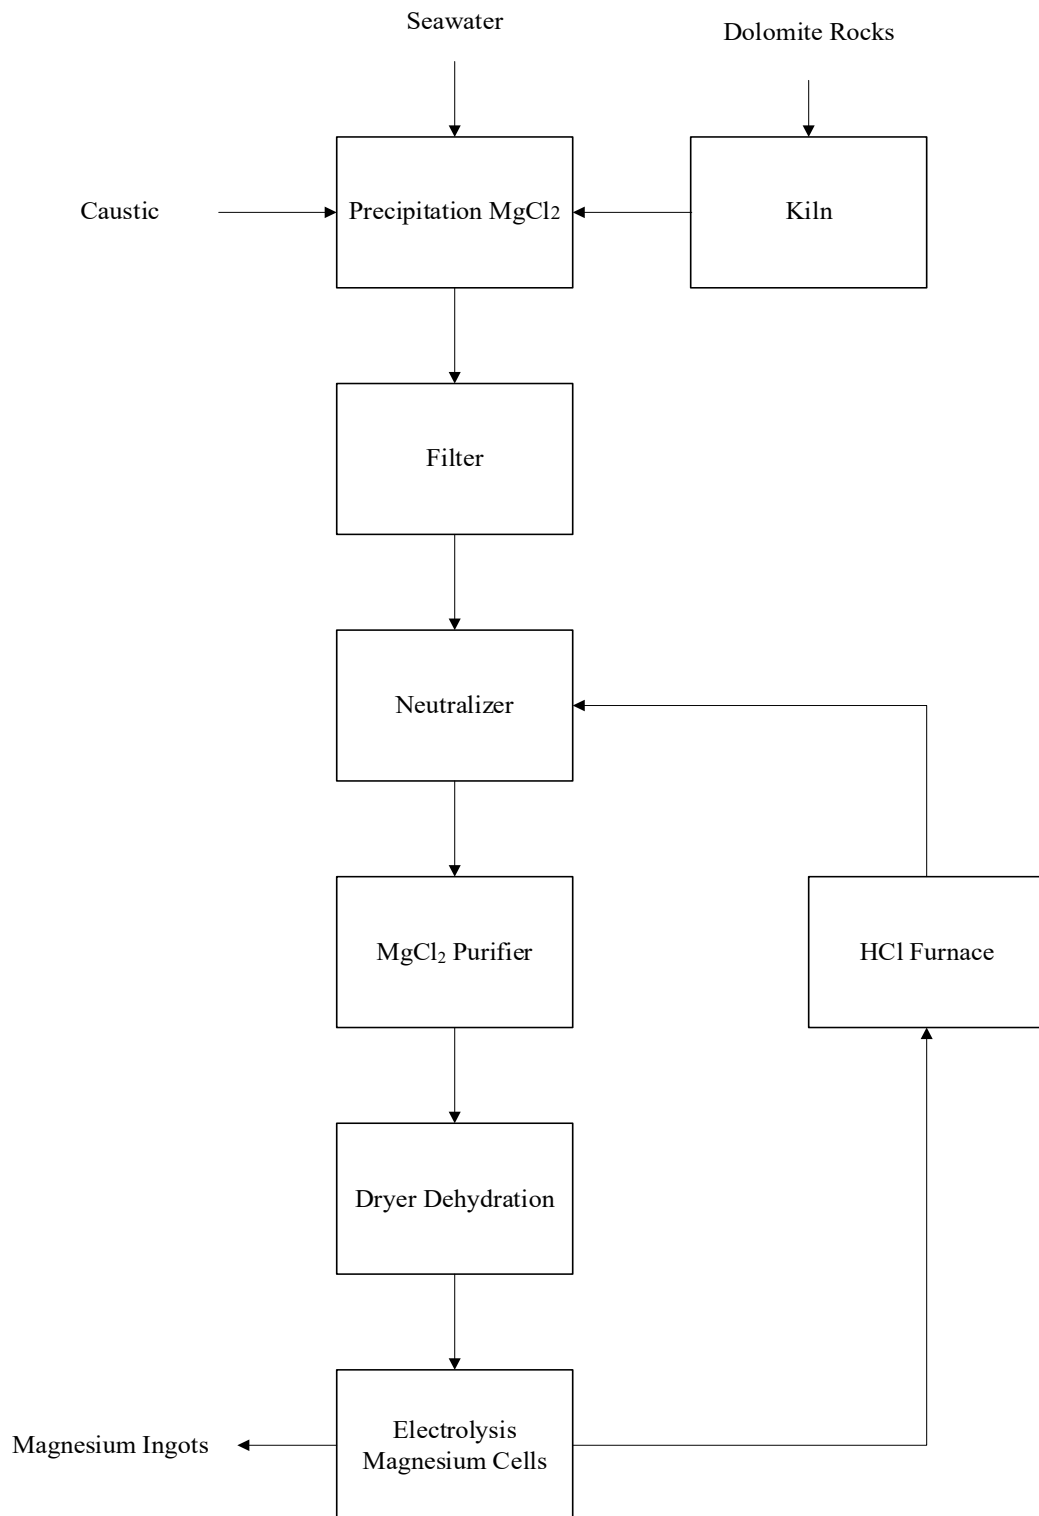 Seawater
Dolomite Rocks
Caustic
Precipitation MgCl2
Kiln
Filter
Neutralizer
MgCl₂ Purifier
HCl Furnace
Dryer Dehydration
Magnesium Ingots
Electrolysis
Magnesium Cells